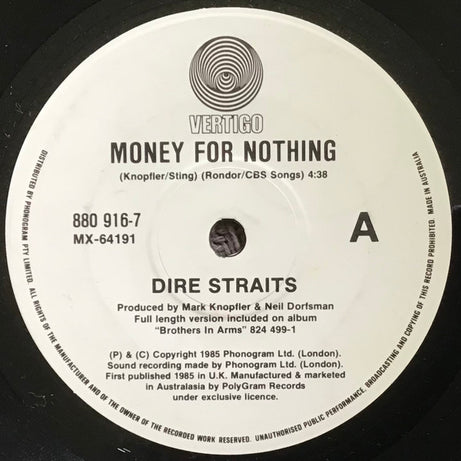 VERTIGO
MONEY FOR NOTHING
(Knopfler/Sting) (Rondor/CBS Songs) 4:38
880 916-7
MX-64191
A
DIRE STRAITS
Produced by Mark Knopfler & Neil Dorfsman
Full length version included on album
"Brothers In Arms" 824 499-1
(P) & (C) Copyright 1985 Phonogram Ltd. (London).
Sound recording made by Phonogram Ltd. (London).
First published 1985 in U.K. Manufactured & marketed
in Australasia by PolyGram Records
under exclusive licence.
DISTRIBUTED BY PHONOGRAM PTY LIMITED. ALL RIGHTS OF THE MANUFACTURER AND OF THE OWNER OF THE RECORDED WORK RESERVED. UNAUTHORISED PUBLIC PERFORMANCE, BROADCASTING AND COPYING OF THIS RECORD PROHIBITED. MADE IN AUSTRALIA